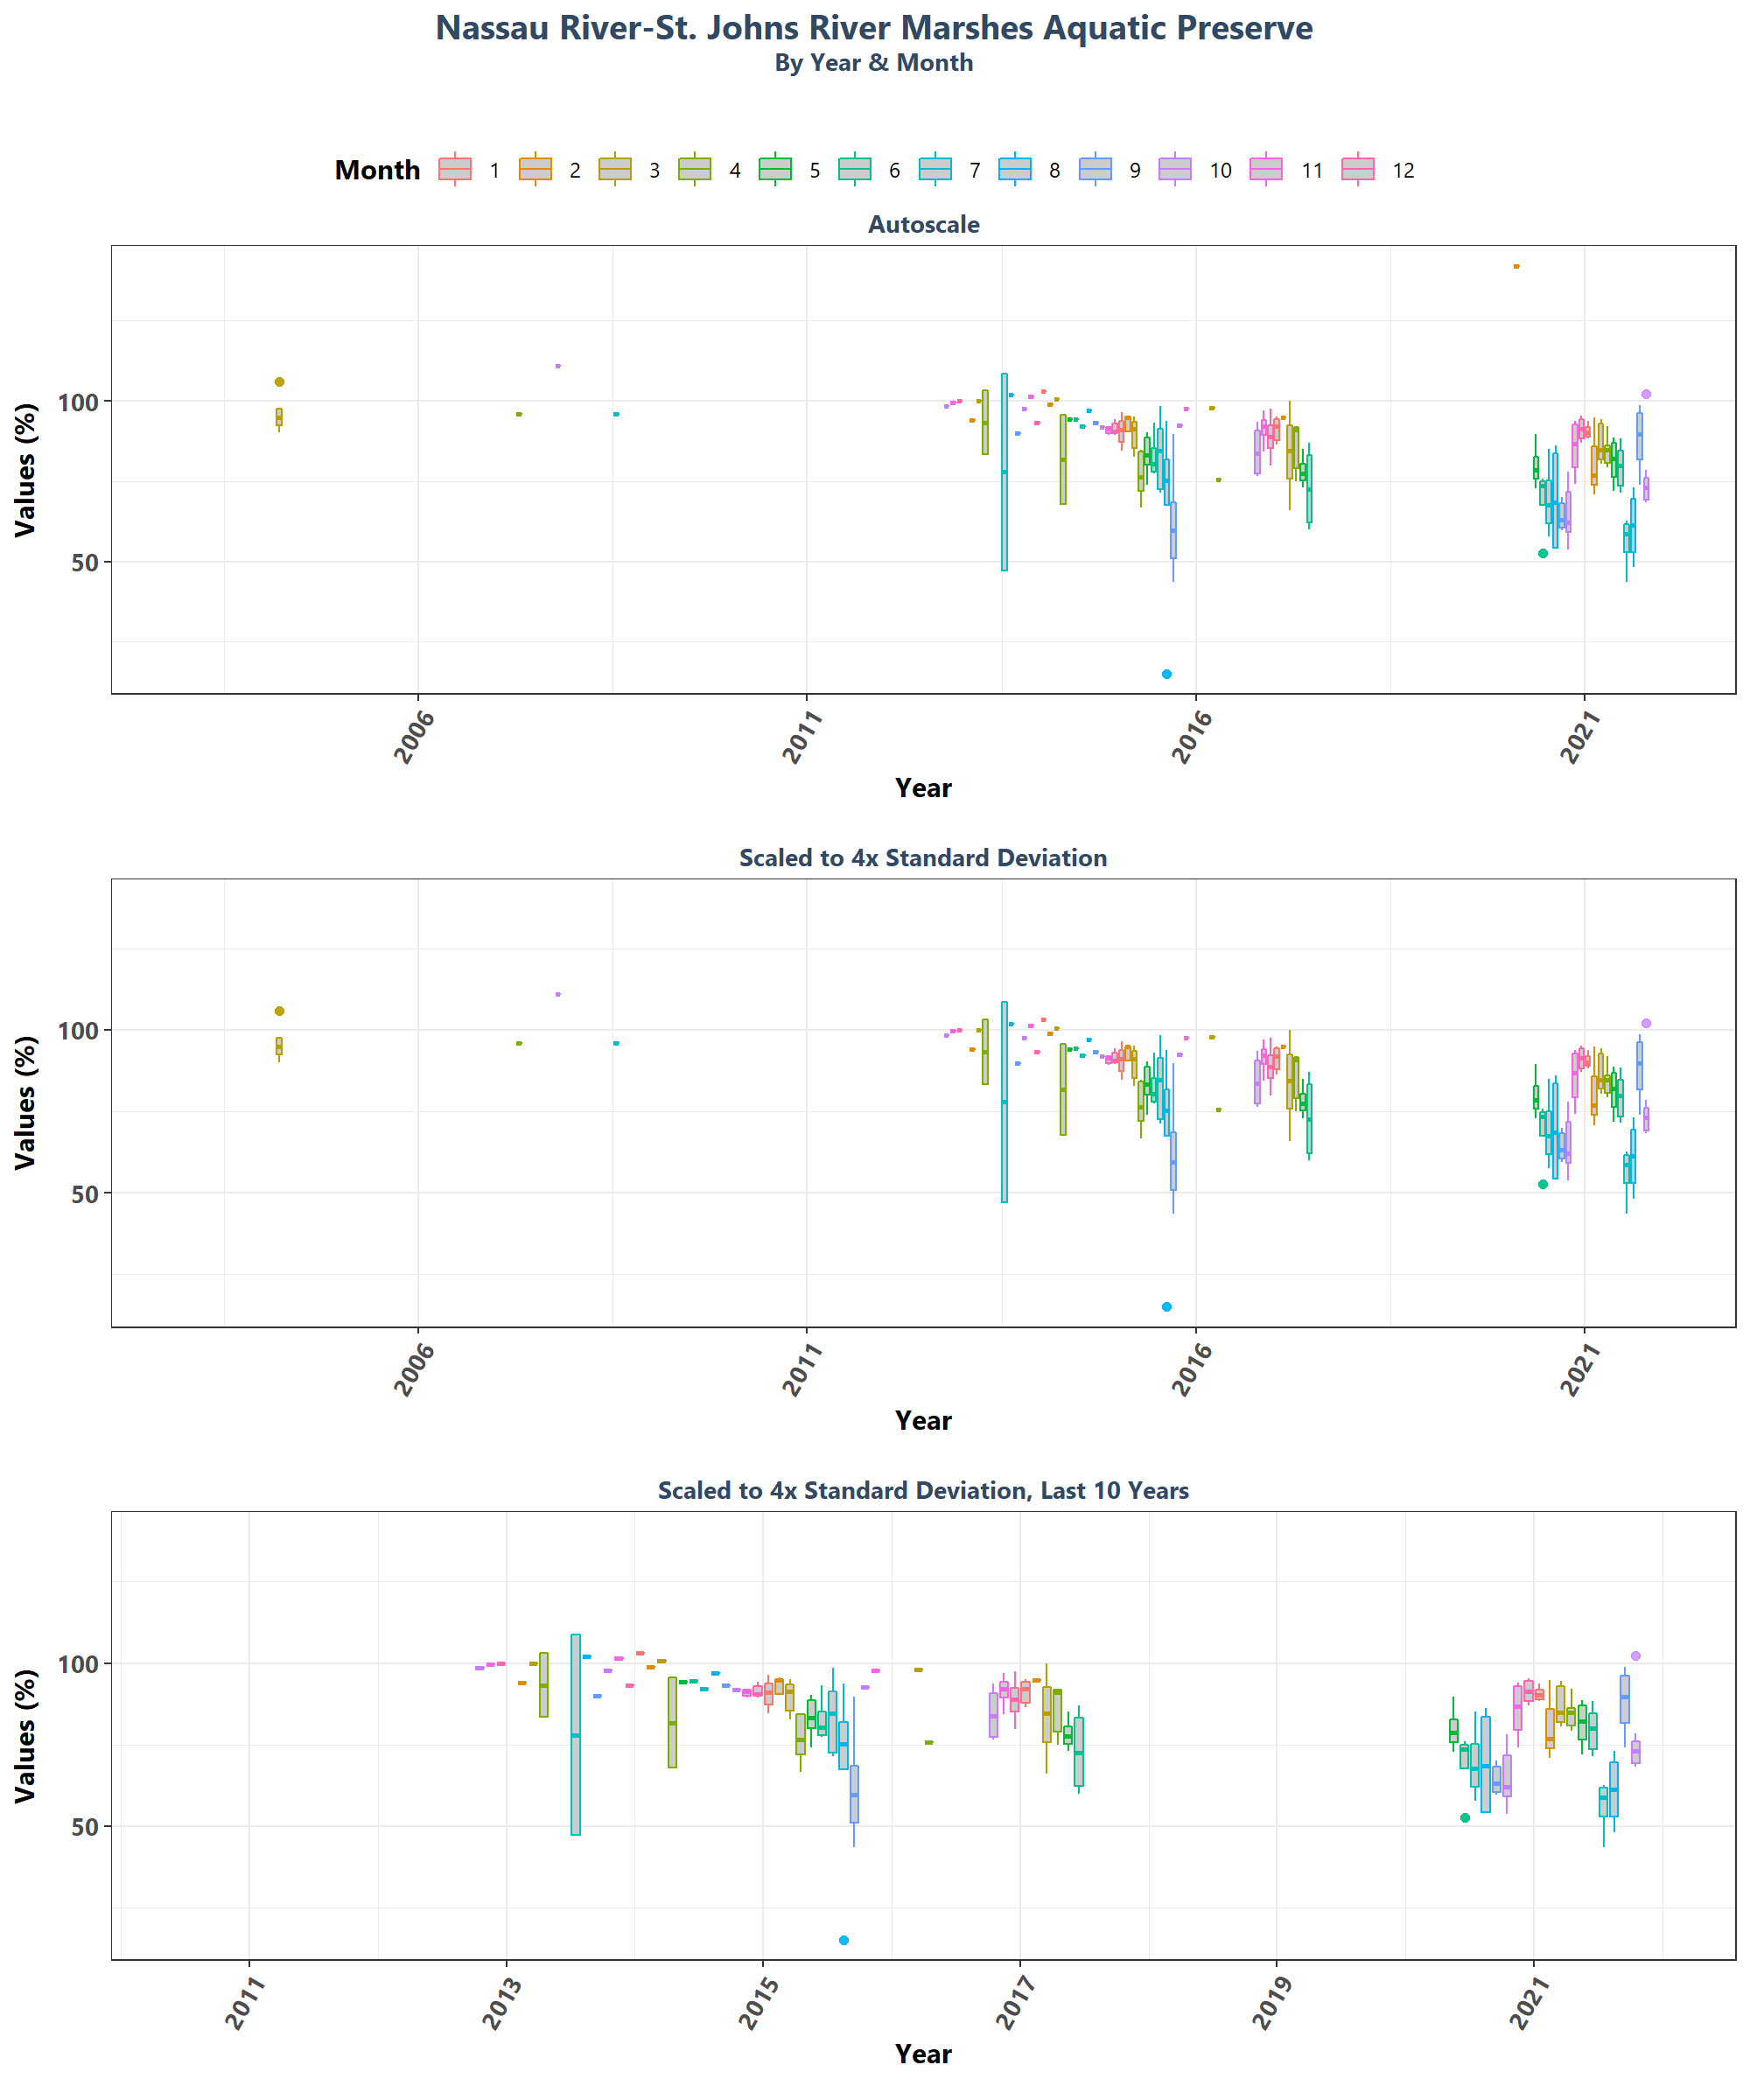 Nassau River-St. Johns River Marshes Aquatic Preserve
By Year & Month
Month 1 2 3 4 5 6 7 8 9 10 11 12
Autoscale
Values (%)
100
50
2006 2011 2016 2021
Year
Scaled to 4x Standard Deviation
Values (%)
100
50
2006 2011 2016 2021
Year
Scaled to 4x Standard Deviation, Last 10 Years
Values (%)
100
50
2011 2013 2015 2017 2019 2021
Year